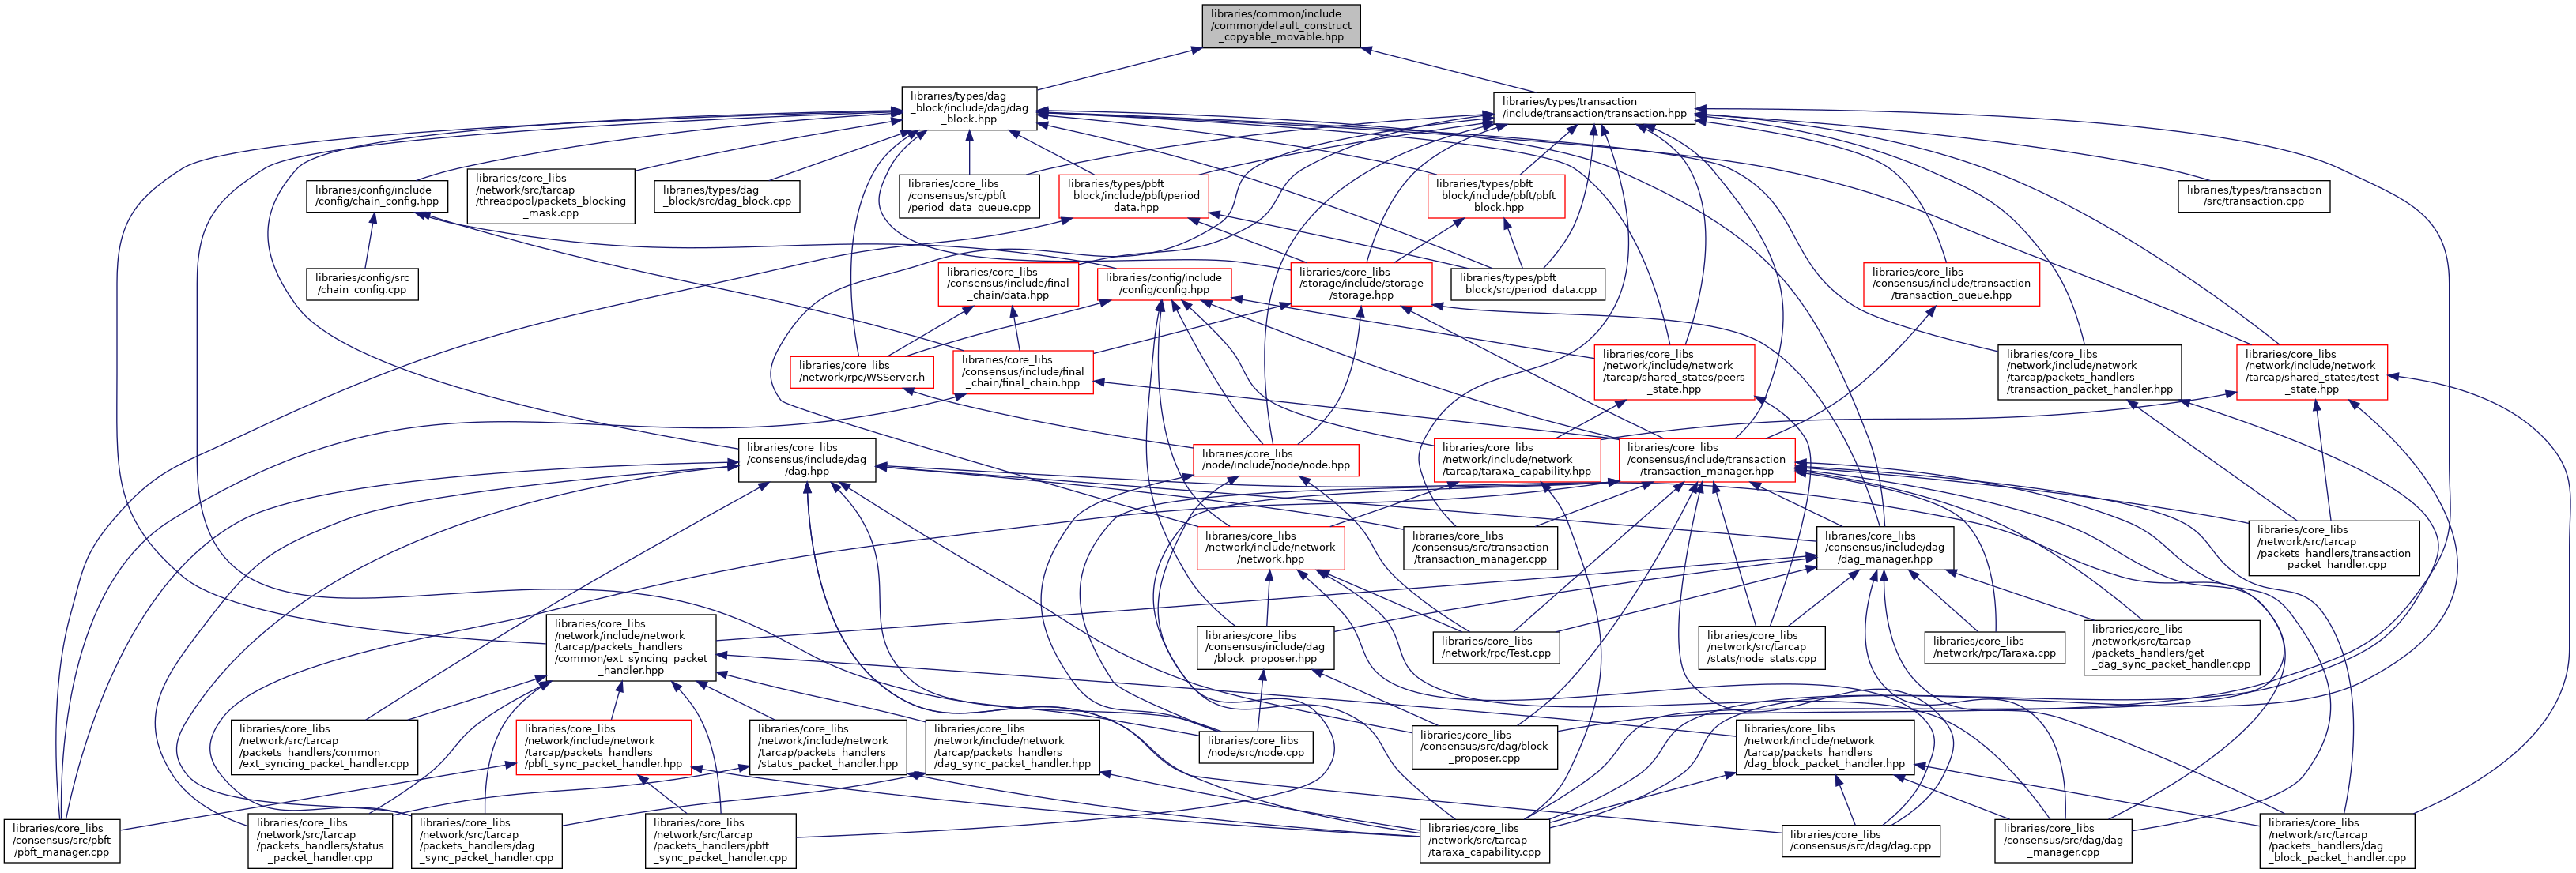 libraries/common/include
/common/default_construct
_copyable_movable.hpp
libraries/types/dag
_block/include/dag/dag
_block.hpp
libraries/types/transaction
/include/transaction/transaction.hpp
libraries/config/include
/config/chain_config.hpp
libraries/core_libs
/network/src/tarcap
/threadpool/packets_blocking
_mask.cpp
libraries/types/dag
_block/src/dag_block.cpp
libraries/core_libs
/consensus/src/pbft
/period_data_queue.cpp
libraries/types/pbft
_block/include/pbft/period
_data.hpp
libraries/types/pbft
_block/include/pbft/pbft
_block.hpp
libraries/types/transaction
/src/transaction.cpp
libraries/config/src
/chain_config.cpp
libraries/core_libs
/consensus/include/final
_chain/data.hpp
libraries/config/include
/config/config.hpp
libraries/core_libs
/storage/include/storage
/storage.hpp
libraries/types/pbft
_block/src/period_data.cpp
libraries/core_libs
/consensus/include/transaction
/transaction_queue.hpp
libraries/core_libs
/network/rpc/WSServer.h
libraries/core_libs
/consensus/include/final
_chain/final_chain.hpp
libraries/core_libs
/network/include/network
/tarcap/shared_states/peers
_state.hpp
libraries/core_libs
/network/include/network
/tarcap/packets_handlers
/transaction_packet_handler.hpp
libraries/core_libs
/network/include/network
/tarcap/shared_states/test
_state.hpp
libraries/core_libs
/consensus/include/dag
/dag.hpp
libraries/core_libs
/node/include/node/node.hpp
libraries/core_libs
/network/include/network
/tarcap/taraxa_capability.hpp
libraries/core_libs
/consensus/include/transaction
/transaction_manager.hpp
libraries/core_libs
/network/include/network
/network.hpp
libraries/core_libs
/consensus/src/transaction
/transaction_manager.cpp
libraries/core_libs
/consensus/include/dag
/dag_manager.hpp
libraries/core_libs
/network/src/tarcap
/packets_handlers/transaction
_packet_handler.cpp
libraries/core_libs
/network/include/network
/tarcap/packets_handlers
/common/ext_syncing_packet
_handler.hpp
libraries/core_libs
/consensus/include/dag
/block_proposer.hpp
libraries/core_libs
/network/rpc/Test.cpp
libraries/core_libs
/network/src/tarcap
/stats/node_stats.cpp
libraries/core_libs
/network/rpc/Taraxa.cpp
libraries/core_libs
/network/src/tarcap
/packets_handlers/get
_dag_sync_packet_handler.cpp
libraries/core_libs
/network/src/tarcap
/packets_handlers/common
/ext_syncing_packet_handler.cpp
libraries/core_libs
/network/include/network
/tarcap/packets_handlers
/pbft_sync_packet_handler.hpp
libraries/core_libs
/network/include/network
/tarcap/packets_handlers
/status_packet_handler.hpp
libraries/core_libs
/network/include/network
/tarcap/packets_handlers
/dag_sync_packet_handler.hpp
libraries/core_libs
/node/src/node.cpp
libraries/core_libs
/consensus/src/dag/block
_proposer.cpp
libraries/core_libs
/network/include/network
/tarcap/packets_handlers
/dag_block_packet_handler.hpp
libraries/core_libs
/consensus/src/pbft
/pbft_manager.cpp
libraries/core_libs
/network/src/tarcap
/packets_handlers/status
_packet_handler.cpp
libraries/core_libs
/network/src/tarcap
/packets_handlers/dag
_sync_packet_handler.cpp
libraries/core_libs
/network/src/tarcap
/packets_handlers/pbft
_sync_packet_handler.cpp
libraries/core_libs
/network/src/tarcap
/taraxa_capability.cpp
libraries/core_libs
/consensus/src/dag/dag.cpp
libraries/core_libs
/consensus/src/dag/dag
_manager.cpp
libraries/core_libs
/network/src/tarcap
/packets_handlers/dag
_block_packet_handler.cpp